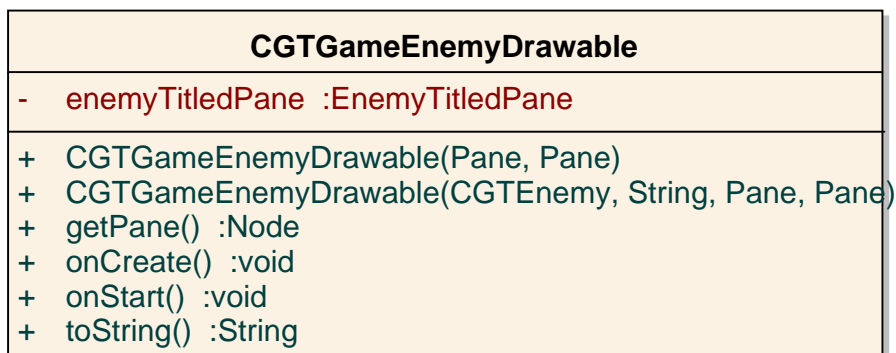 CGTGameEnemyDrawable
- enemyTitledPane :EnemyTitledPane
+ CGTGameEnemyDrawable(Pane, Pane)
+ CGTGameEnemyDrawable(CGTEnemy, String, Pane, Pane)
+ getPane() :Node
+ onCreate() :void
+ onStart() :void
+ toString() :String